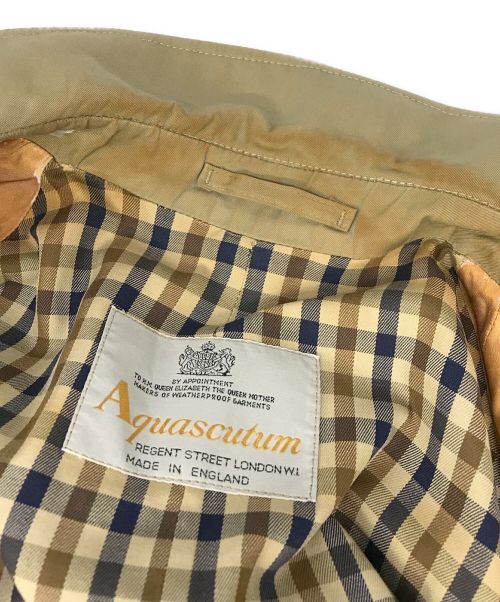 BY APPOINTMENT
TO H.M. QUEEN ELIZABETH THE QUEEN MOTHER
MAKERS OF WEATHERPROOF GARMENTS
Aquascutum
REGENT STREET LONDON W.I.
MADE IN ENGLAND